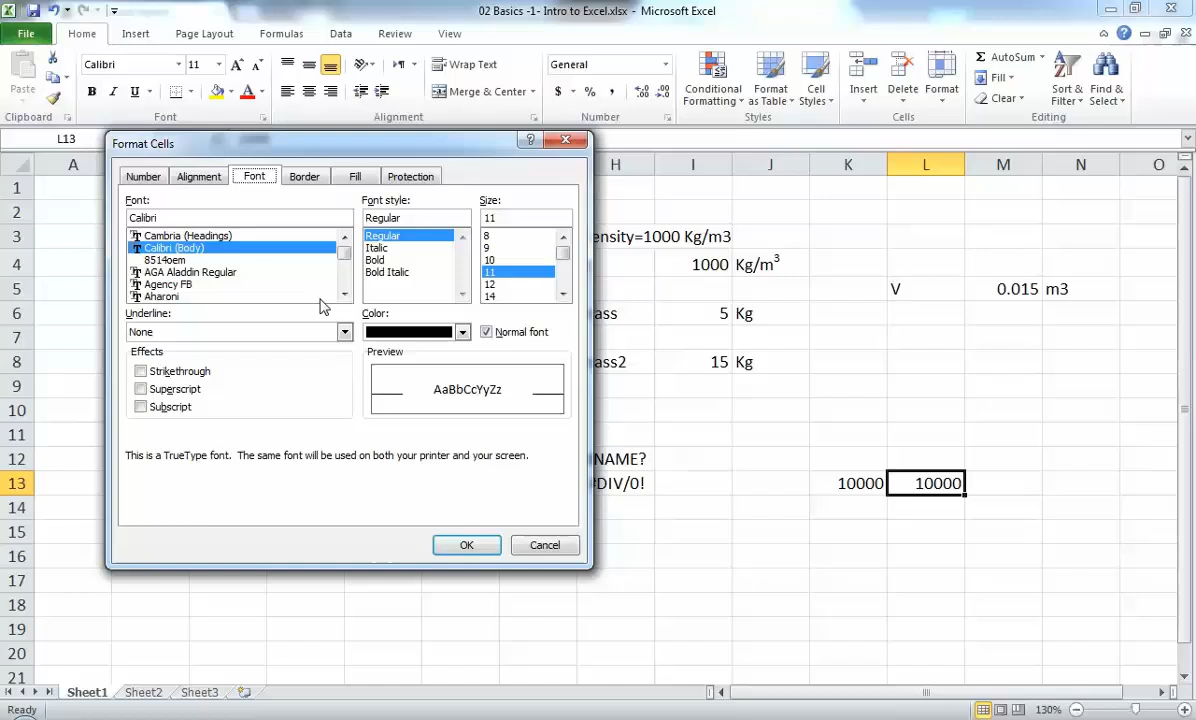 02 Basics -1- Intro to Excel.xlsx - Microsoft Excel
File Home Insert Page Layout Formulas Data Review View
Calibri 11 A A Wrap Text General AutoSum
Paste B I U A Merge & Center $ % , Conditional Formatting Format as Table Cell Styles Insert Delete Format Fill Clear Sort & Filter Find & Select
Clipboard Font Alignment Number Styles Cells Editing
L13
Format Cells
A H I J K L M N O
Number Alignment Font Border Fill Protection
1
Font: Font style: Size:
2
Calibri Regular 11
3
Cambria (Headings) Regular 8
ensity=1000 Kg/m3
Calibri (Body) Italic 9
8514oem Bold 10
4
1000 Kg/m3
AGA Aladdin Regular Bold Italic 11
Agency FB 12
5
V 0.015 m3
Aharoni 14
6
Underline: Color:
ass 5 Kg
None Normal font
7
Effects Preview
8
ass2 15 Kg
Strikethrough
Superscript AaBbCcYyZz
9
Subscript
10
11
This is a TrueType font. The same font will be used on both your printer and your screen.
12
NAME?
13
DIV/0! 10000 10000
14
15
OK Cancel
16
17
18
19
20
21
Sheet1 Sheet2 Sheet3
Ready 130%